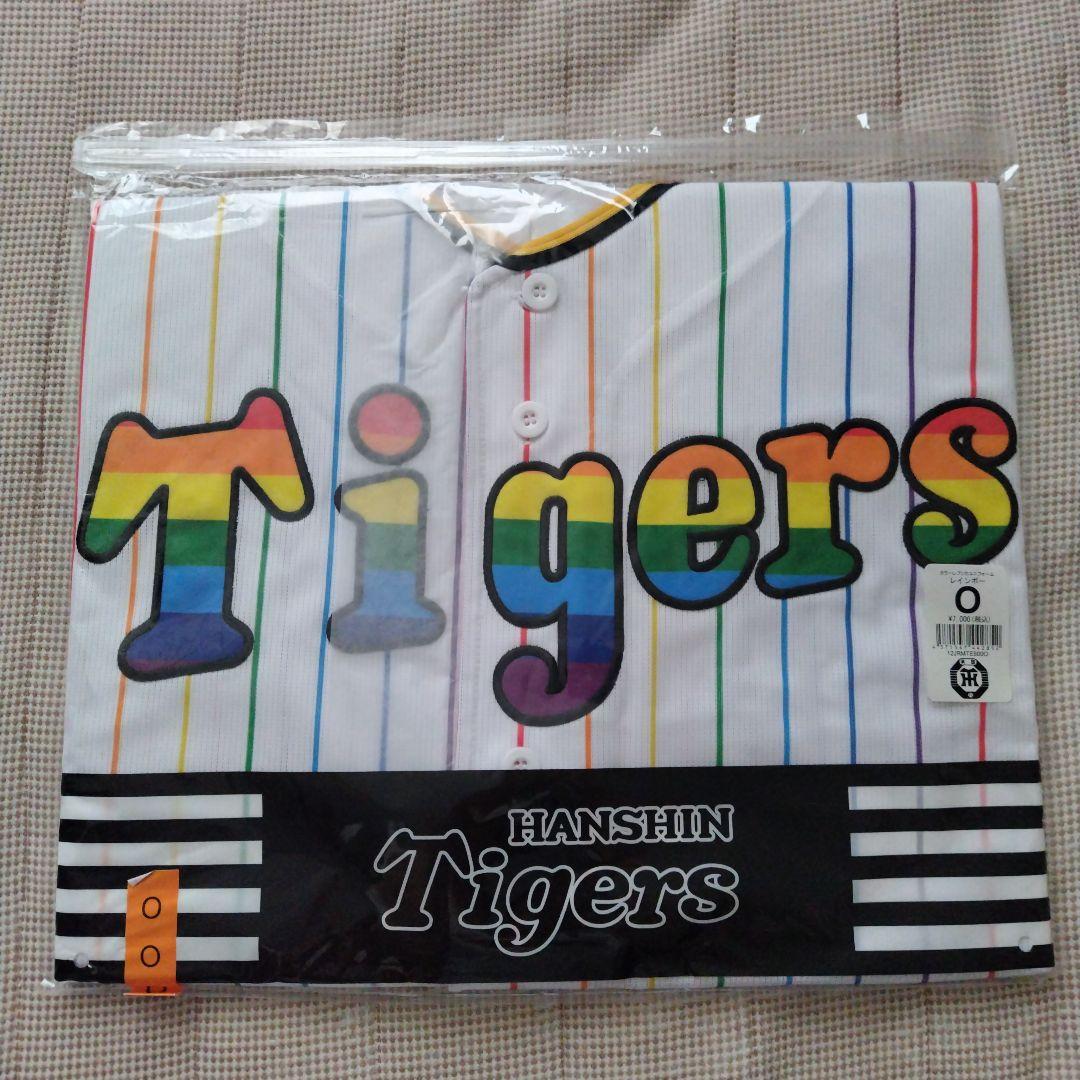 Tigers
カラーレプリカユニフォーム
レインボー
O
¥7,000(税込)
12JRMTE500O
HANSHIN
Tigers
O
O